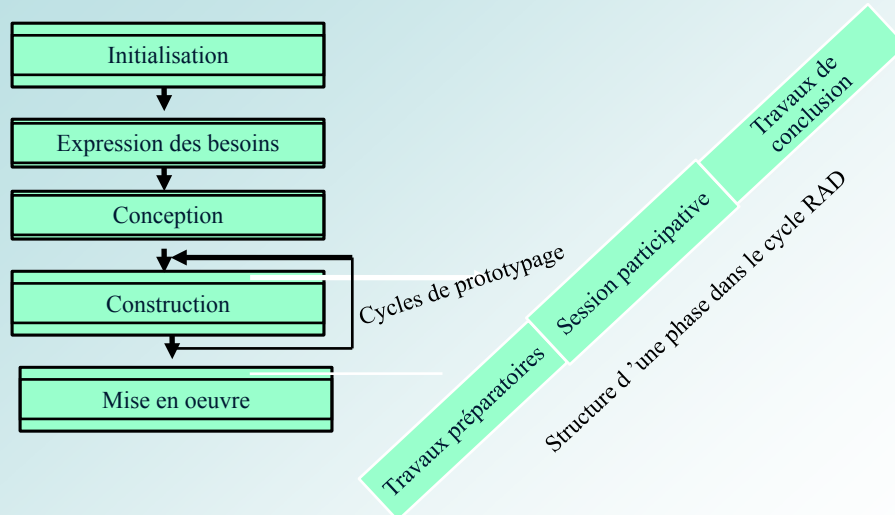 Initialisation
Expression des besoins
Conception
Construction
Mise en oeuvre
Cycles de prototypage
Travaux préparatoires
Session participative
Travaux de
conclusion
Structure d ’une phase dans le cycle RAD